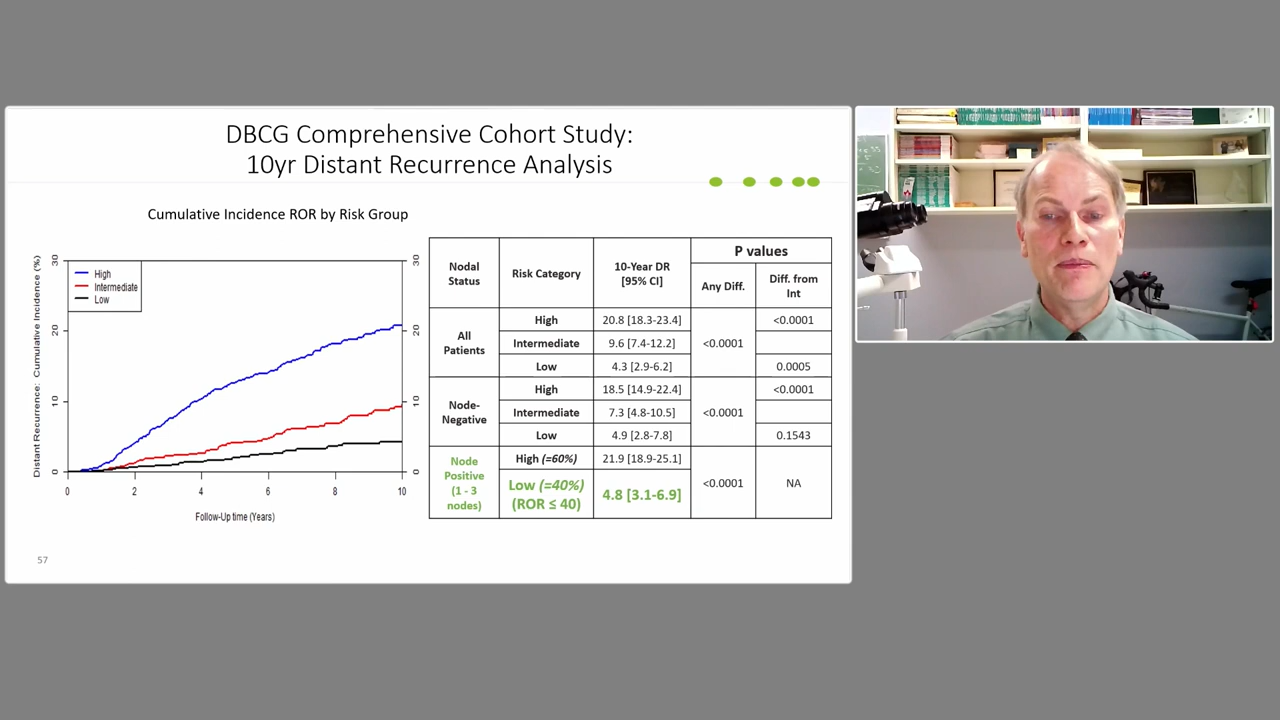 DBCG Comprehensive Cohort Study:
10yr Distant Recurrence Analysis
Cumulative Incidence ROR by Risk Group
Distant Recurrence: Cumulative Incidence (%)
30
20
10
0
High
Intermediate
Low
30
20
10
0
0 2 4 6 8 10
Follow-Up time (Years)
Nodal
Status
Risk Category
10-Year DR
[95% CI]
P values
Any Diff.
Diff. from
Int
All
Patients
High 20.8 [18.3-23.4] <0.0001
Intermediate 9.6 [7.4-12.2] <0.0001
Low 4.3 [2.9-6.2] 0.0005
Node-
Negative
High 18.5 [14.9-22.4] <0.0001
Intermediate 7.3 [4.8-10.5] <0.0001
Low 4.9 [2.8-7.8] 0.1543
Node
Positive
(1 - 3
nodes)
High (=60%) 21.9 [18.9-25.1]
Low (=40%)
(ROR ≤ 40)
4.8 [3.1-6.9]
<0.0001
NA
57